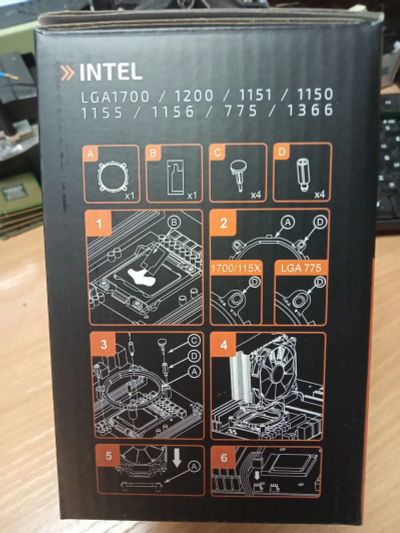 » INTEL
LGA1700 / 1200 / 1151 / 1150
1155 / 1156 / 775 / 1366
A B C D
x1 x1 x4 x4
1 B
2 A D
1700/115X LGA 775
D D
3 C D A
4
5 A
6